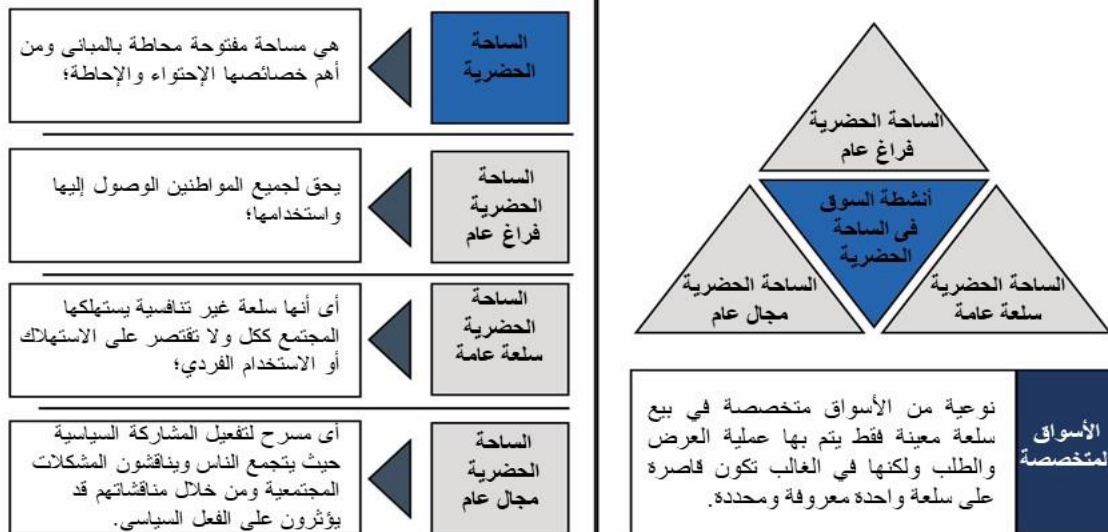 الساحة
الحضرية
هي مساحة مفتوحة محاطة بالمبانى ومن
أهم خصائصها الإحتواء والإحاطة؛
الساحة
الحضرية
فراغ عام
يحق لجميع المواطنين الوصول إليها
واستخدامها؛
الساحة
الحضرية
سلعة عامة
أى أنها سلعة غير تنافسية يستهلكها
المجتمع ككل ولا تقتصر على الاستهلاك
أو الاستخدام الفردي؛
الساحة
الحضرية
مجال عام
أى مسرح لتفعيل المشاركة السياسية
حيث يتجمع الناس ويناقشون المشكلات
المجتمعية ومن خلال مناقشاتهم قد
يؤثرون على الفعل السياسى.
الساحة الحضرية
فراغ عام
أنشطة السوق
فى الساحة
الحضرية
الساحة الحضرية
سلعة عامة
الساحة الحضرية
مجال عام
الأسواق
المتخصصة
نوعية من الأسواق متخصصة في بيع
سلعة معينة فقط يتم بها عملية العرض
والطلب ولكنها في الغالب تكون قاصرة
على سلعة واحدة معروفة ومحددة.